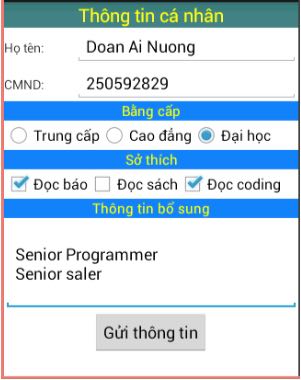 Thông tin cá nhân
Họ tên: Doan Ai Nuong
CMND: 250592829
Bằng cấp
Trung cấp Cao đẳng Đại học
Sở thích
Đọc báo Đọc sách Đọc coding
Thông tin bổ sung
Senior Programmer
Senior saler
Gửi thông tin